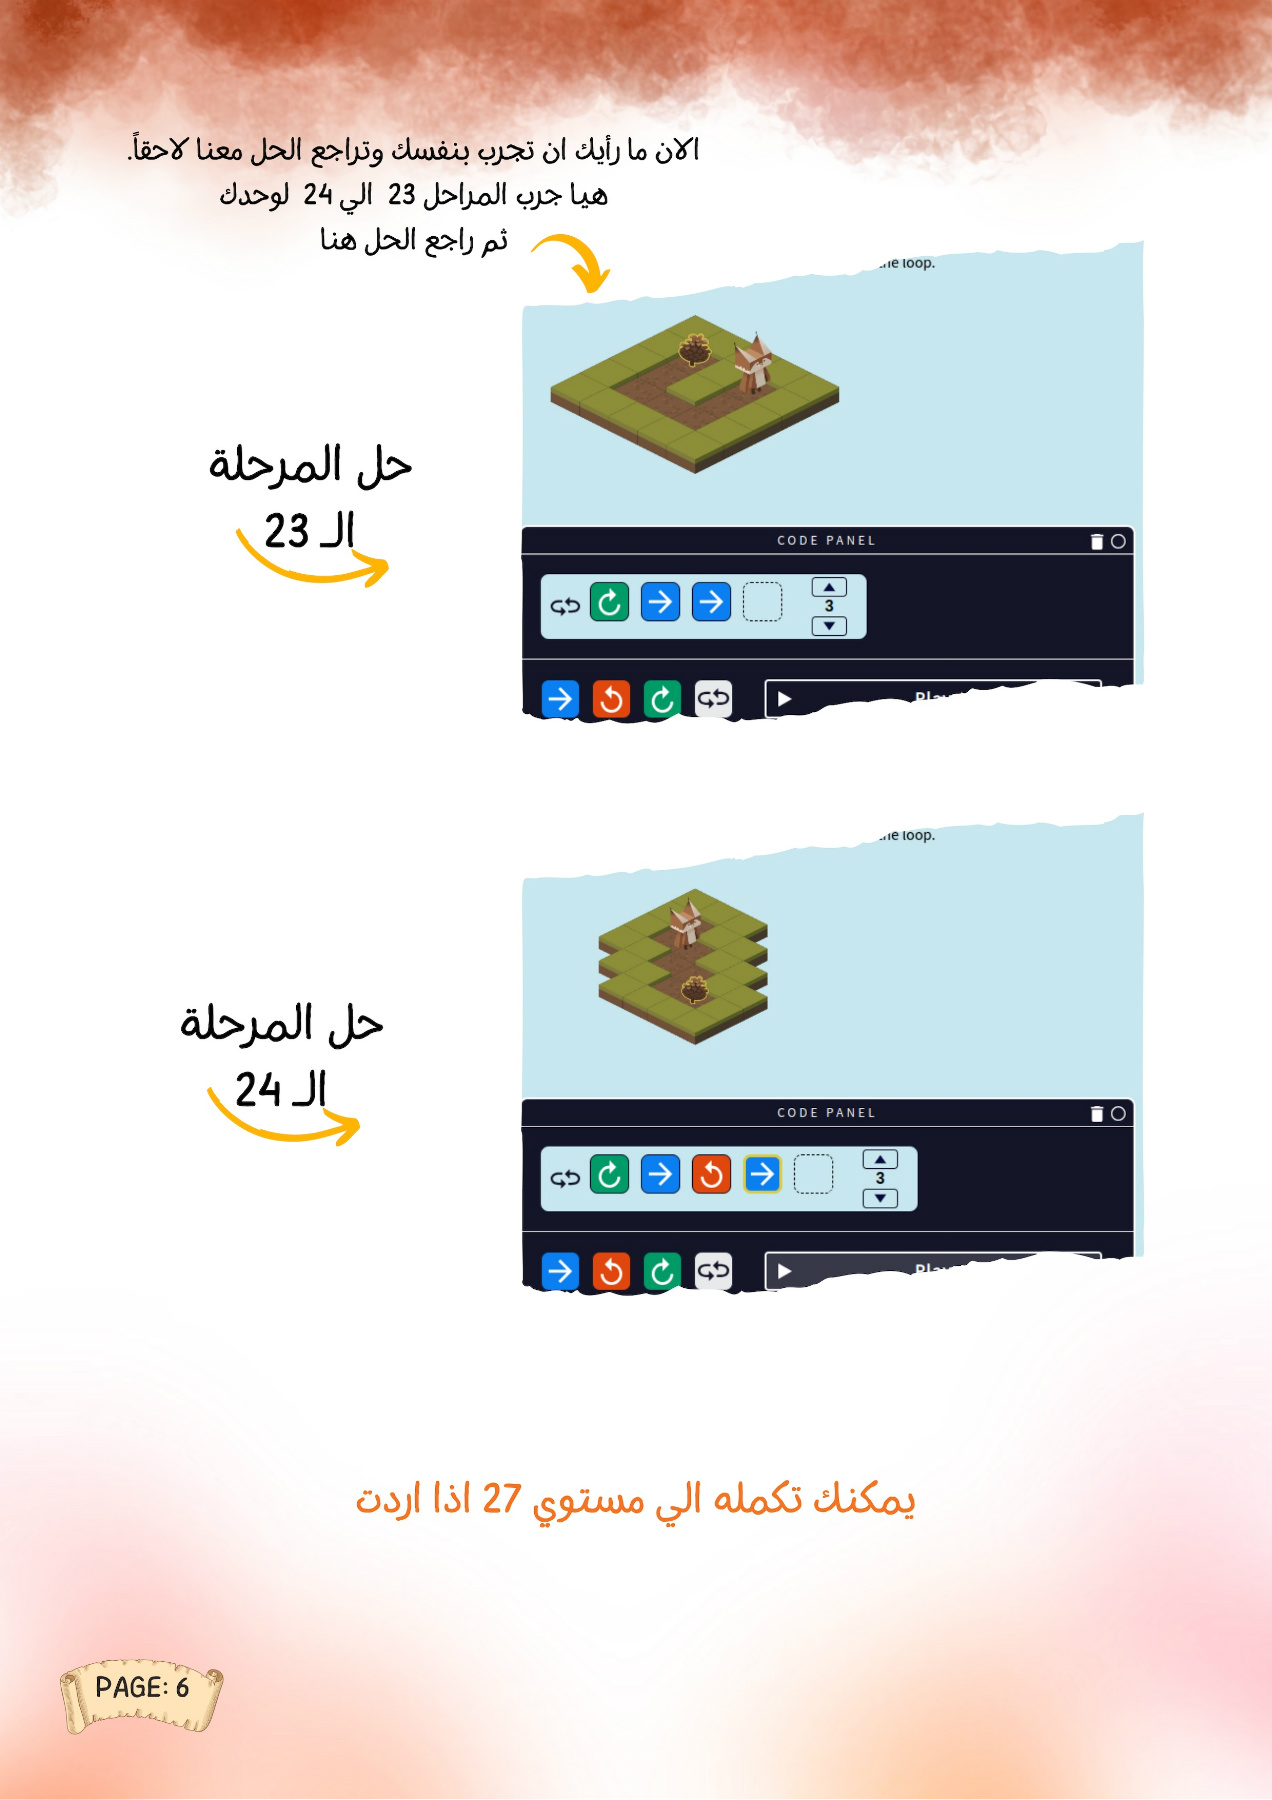 الان ما رأيك ان تجرب بنفسك وتراجع الحل معنا لاحقاً.
هيا جرب المراحل 23 الي 24 لوحدك
ثم راجع الحل هنا
loop.
حل المرحلة
الـ 23
CODE PANEL
3
loop.
حل المرحلة
الـ 24
CODE PANEL
3
يمكنك تكمله الي مستوي 27 اذا اردت
PAGE: 6